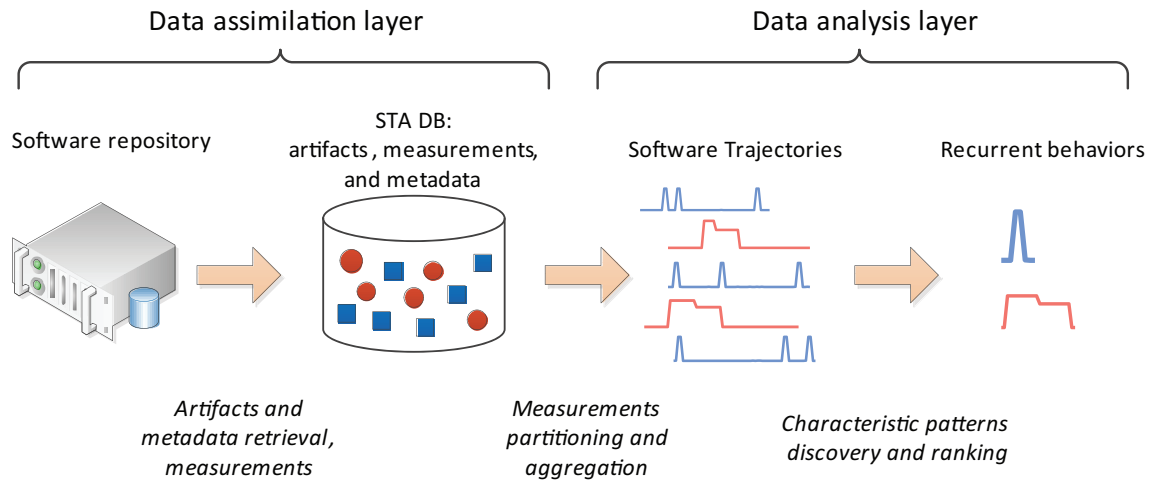 Data assimilation layer
Data analysis layer
Software repository
STA DB:
artifacts , measurements,
and metadata
Software Trajectories
Recurrent behaviors
Artifacts and
metadata retrieval,
measurements
Measurements
partitioning and
aggregation
Characteristic patterns
discovery and ranking